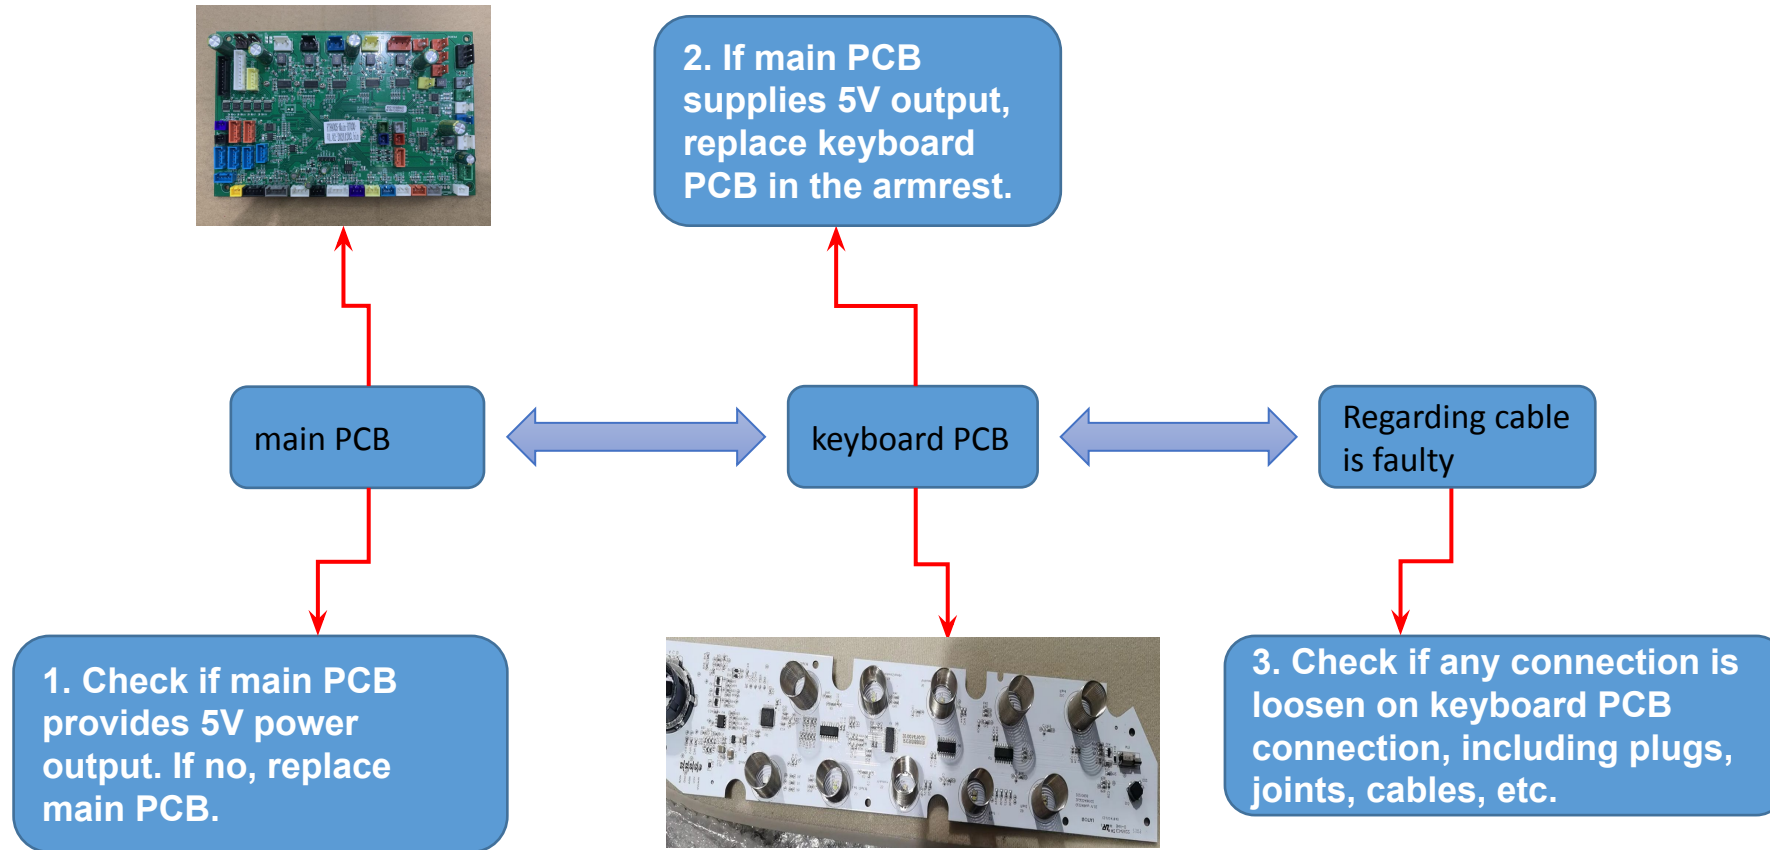 2. If main PCB
supplies 5V output,
replace keyboard
PCB in the armrest.
main PCB
keyboard PCB
Regarding cable
is faulty
1. Check if main PCB
provides 5V power
output. If no, replace
main PCB.
3. Check if any connection is
loosen on keyboard PCB
connection, including plugs,
joints, cables, etc.